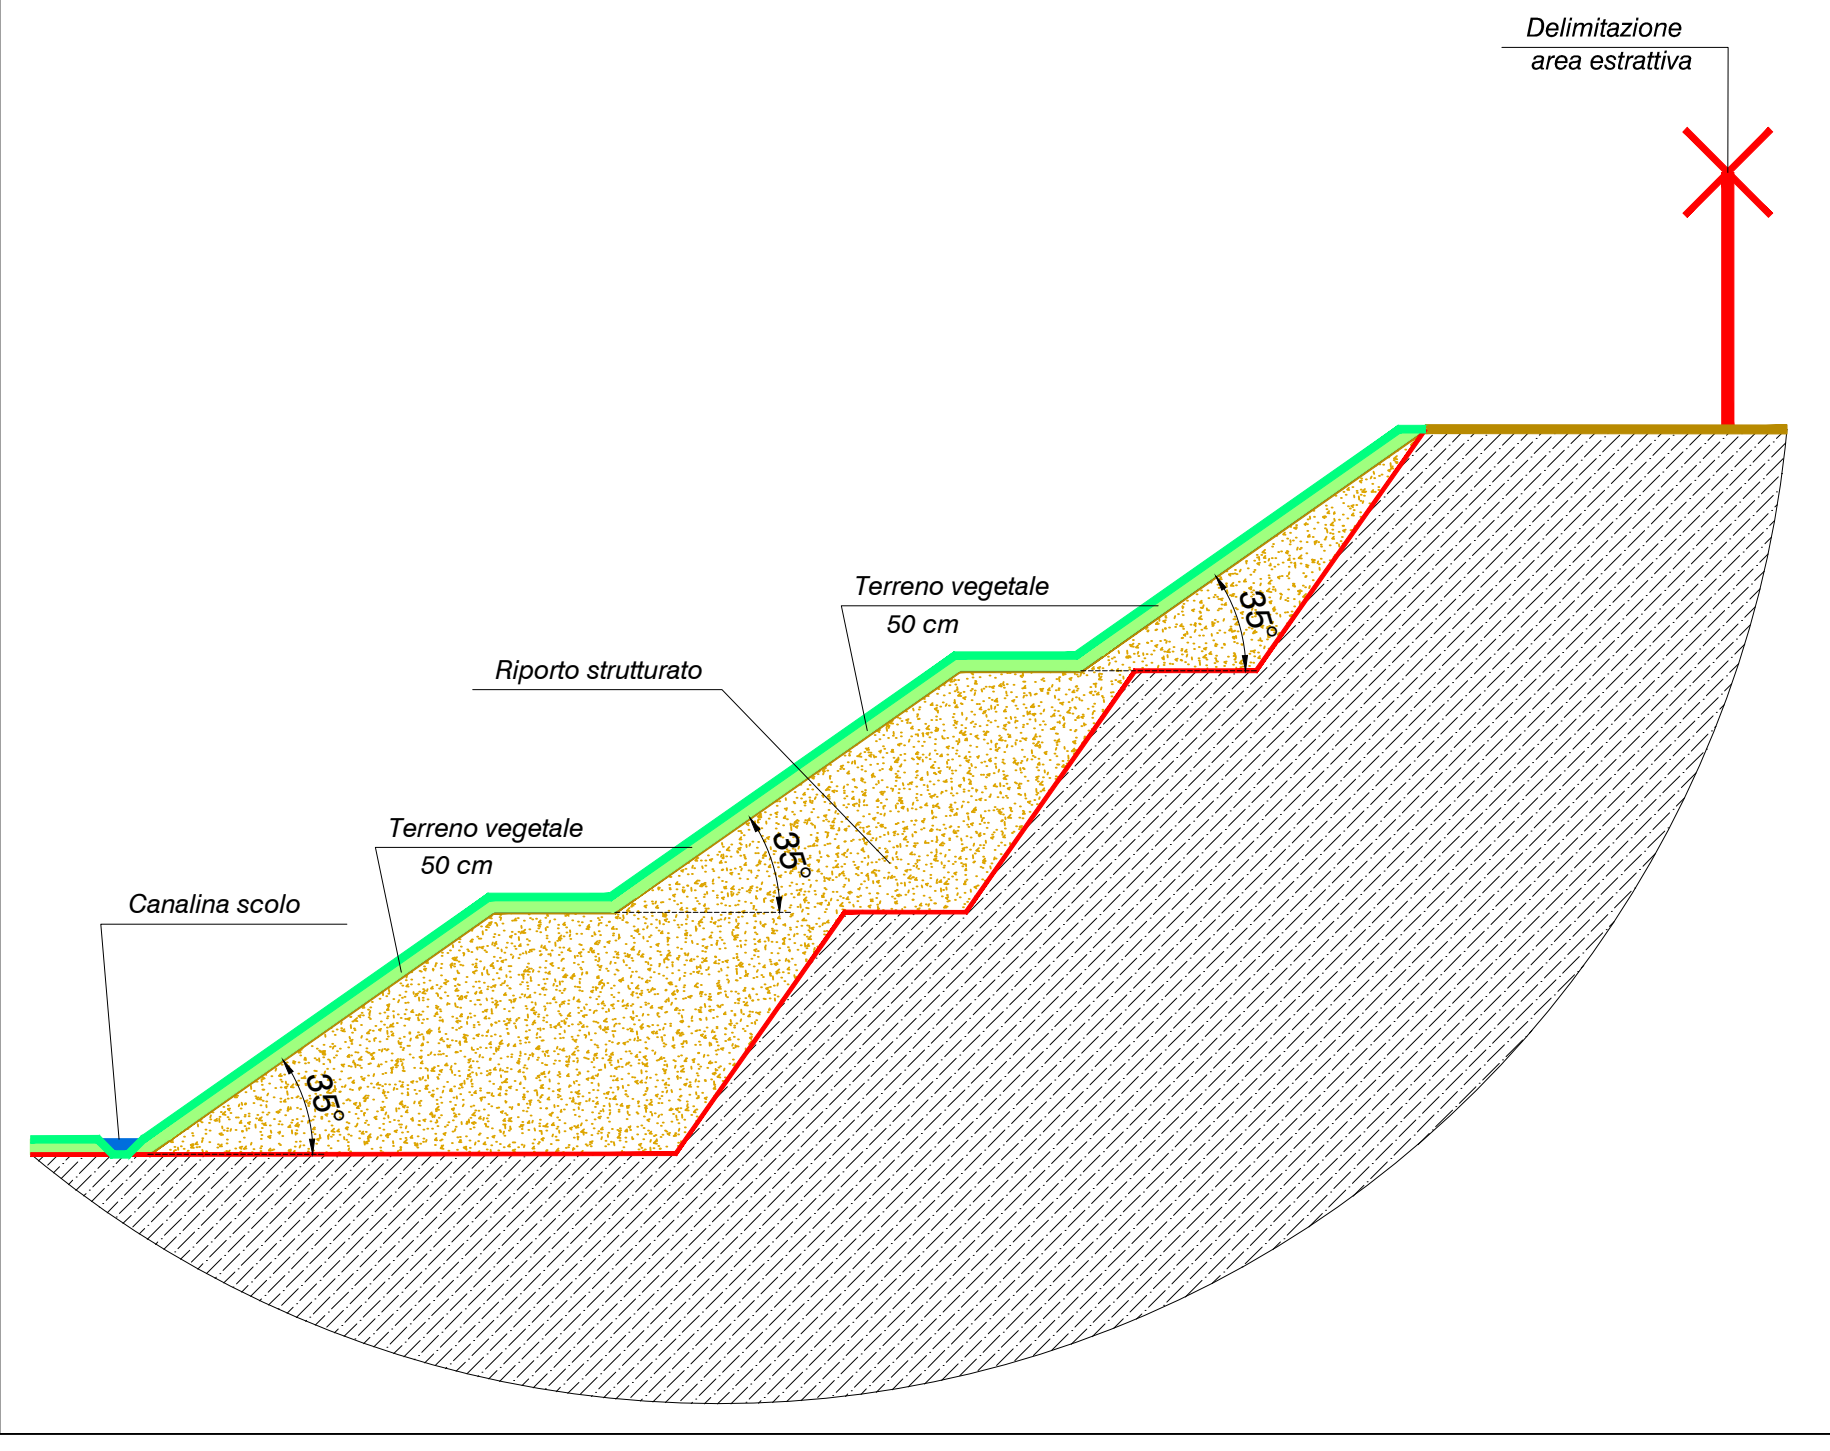 Delimitazione
area estrattiva
Terreno vegetale
50 cm
35°
Riporto strutturato
Terreno vegetale
50 cm
35°
Canalina scolo
35°